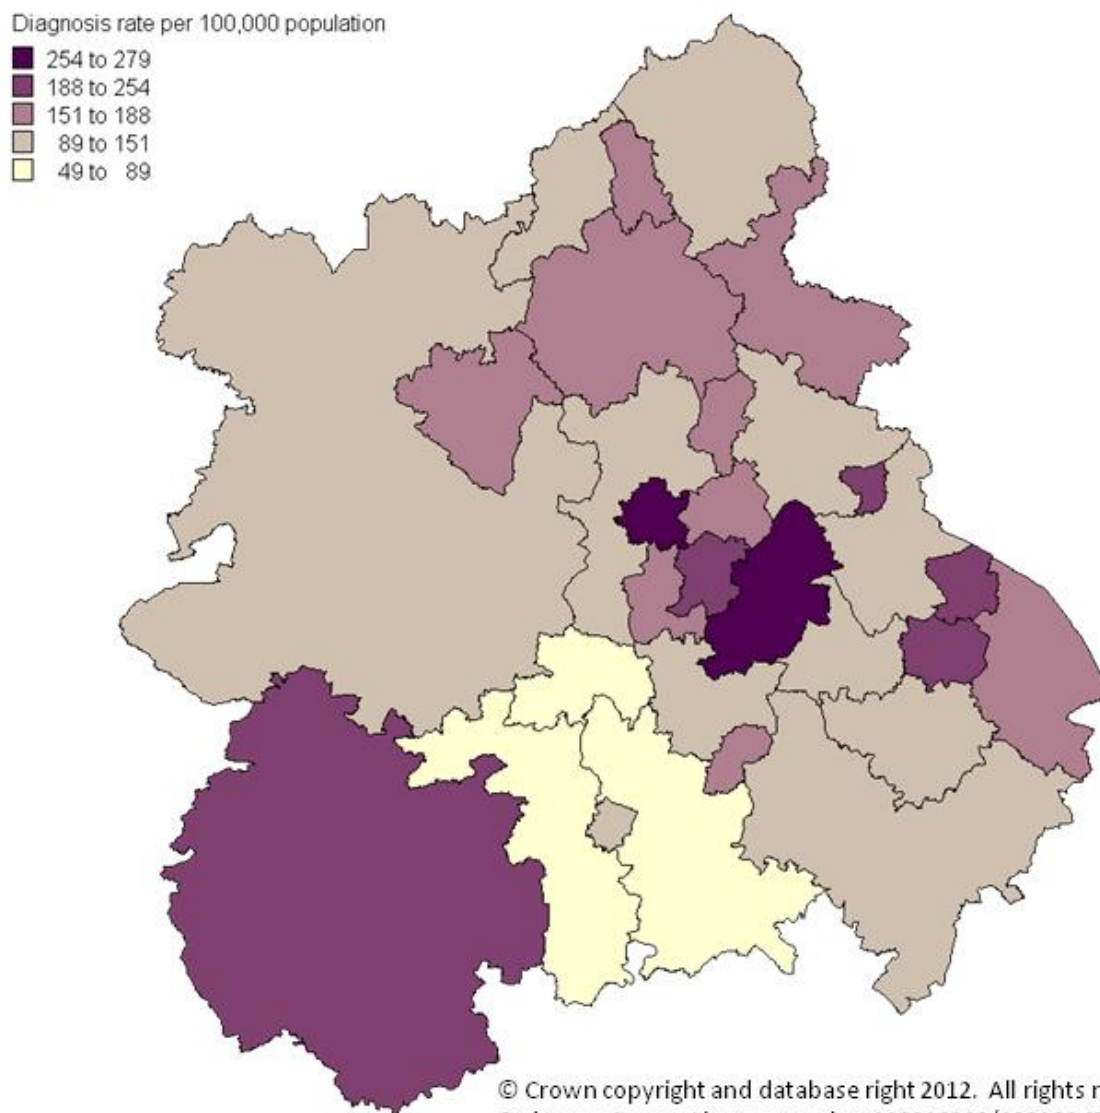 Diagnosis rate per 100,000 population
254 to 279
188 to 254
151 to 188
89 to 151
49 to 89
© Crown copyright and database right 2012. All rights r